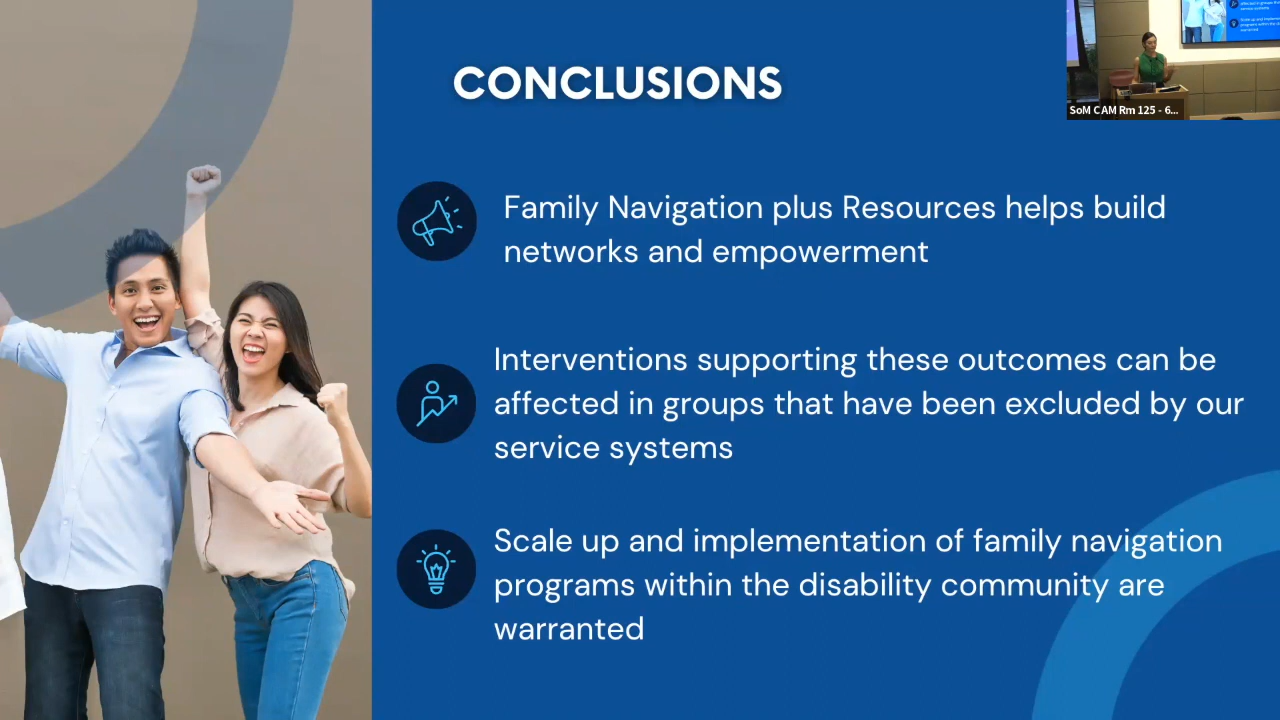 CONCLUSIONS
SoM CAM Rm 125 - 6...
Family Navigation plus Resources helps build
networks and empowerment
Interventions supporting these outcomes can be
affected in groups that have been excluded by our
service systems
Scale up and implementation of family navigation
programs within the disability community are
warranted